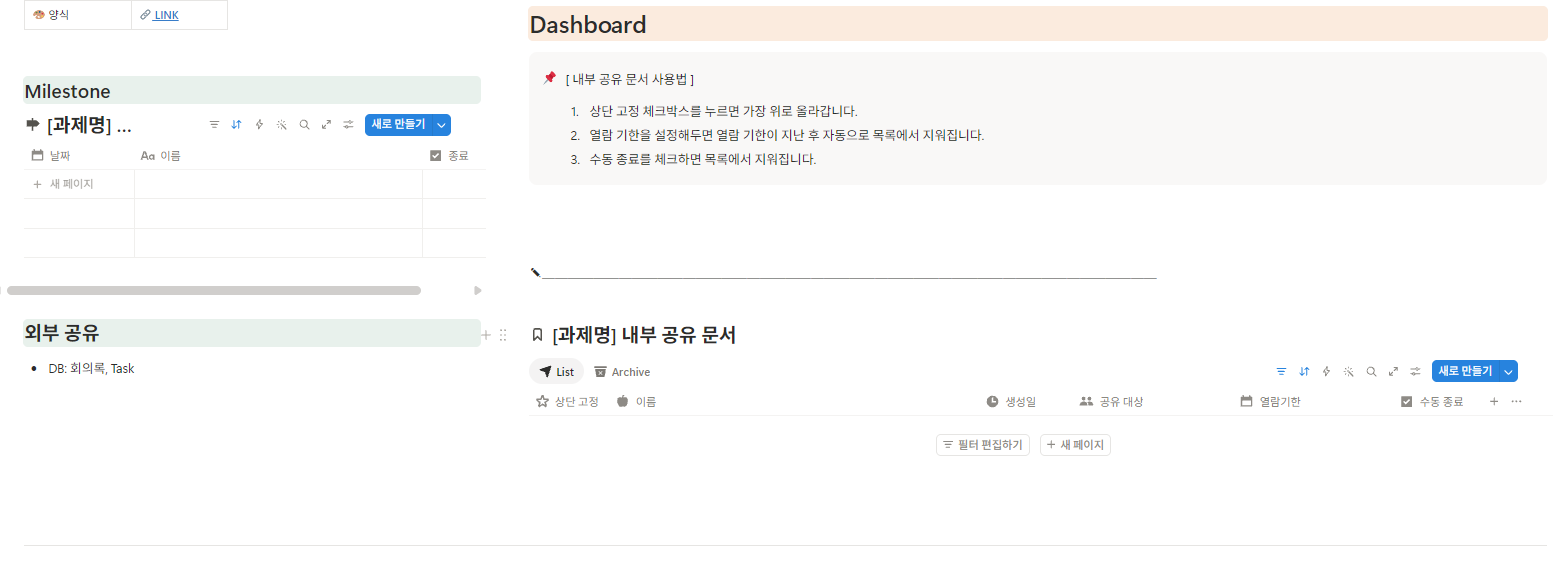 양식
LINK
Milestone
[과제명] ...
새로 만들기
날짜
Aa 이름
종료
+ 새 페이지
외부 공유
• DB: 회의록, Task
Dashboard
[ 내부 공유 문서 사용법 ]
1. 상단 고정 체크박스를 누르면 가장 위로 올라갑니다.
2. 열람 기한을 설정해두면 열람 기한이 지난 후 자동으로 목록에서 지워집니다.
3. 수동 종료를 체크하면 목록에서 지워집니다.
[과제명] 내부 공유 문서
List
Archive
새로 만들기
상단 고정
이름
생성일
공유 대상
열람기한
수동 종료
필터 편집하기
+ 새 페이지